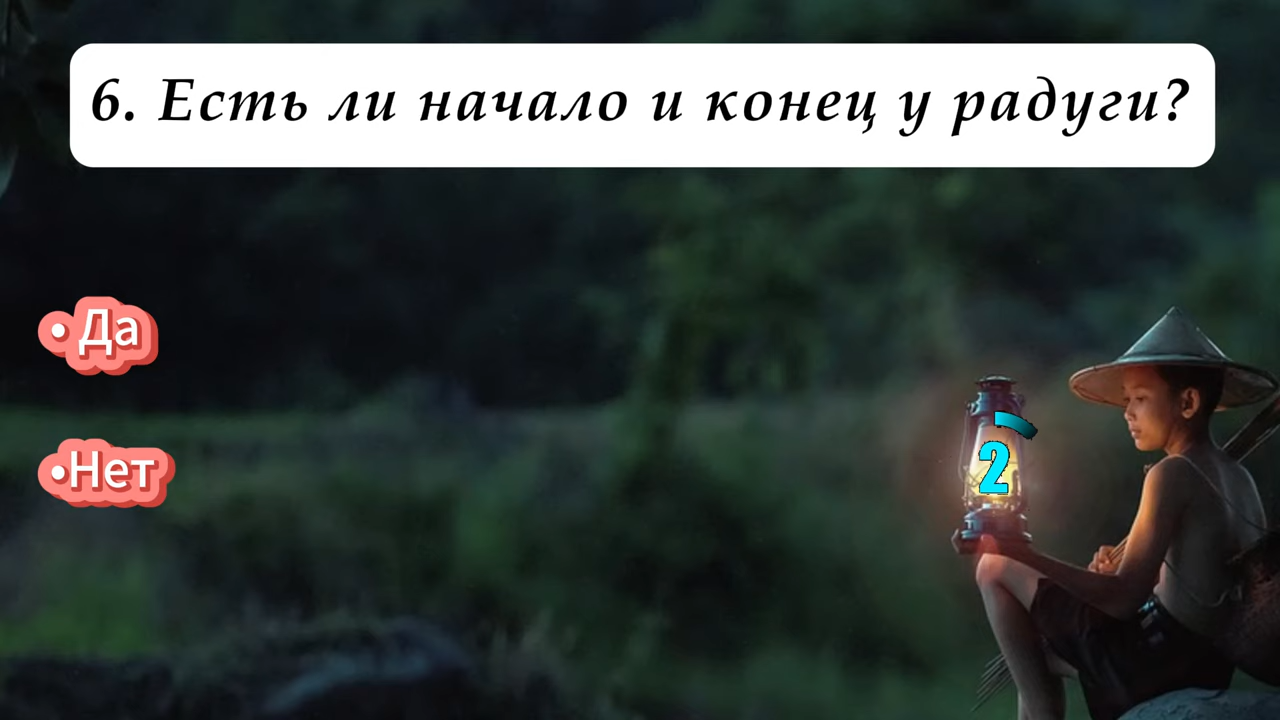 6. Есть ли начало и конец у радуги?
• Да
•Нет
2